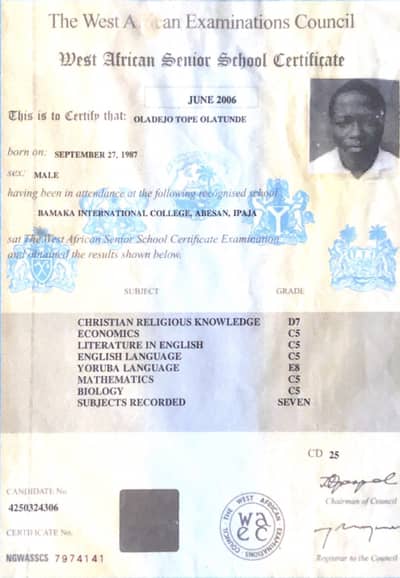 The West A can Examinations Council
West African Senior School Certificate
JUNE 2006
This is to Certify that: OLADEJO TOPE OLATUNDE
born on: SEPTEMBER 27, 1987
sex: MALE
having been in attendance at the following recognised school
BAMAKA INTERNATIONAL COLLEGE, ABESAN, IPAJA
sat The West African Senior School Certificate Examination
and obtained the results shown below.
SUBJECT GRADE
CHRISTIAN RELIGIOUS KNOWLEDGE D7
ECONOMICS C5
LITERATURE IN ENGLISH C5
ENGLISH LANGUAGE C5
YORUBA LANGUAGE E8
MATHEMATICS C5
BIOLOGY C5
SUBJECTS RECORDED SEVEN
CD 25
Chairman of Council
CANDIDATE No
4250324306
THE WEST AFRICAN EXAMINATIONS COUNCIL
waec
CERTIFICATE No.
NGWASSCS 7974141
Registrar to the Council